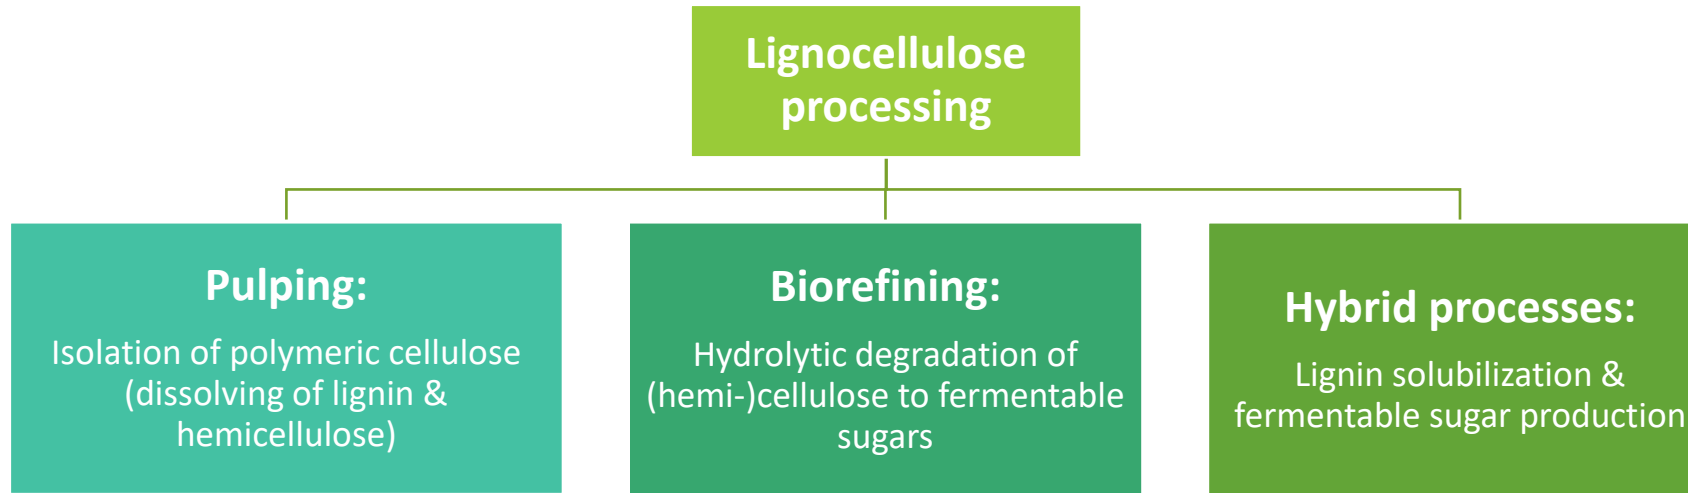 Lignocellulose
processing
Pulping:
Isolation of polymeric cellulose
(dissolving of lignin &
hemicellulose)
Biorefining:
Hydrolytic degradation of
(hemi-)cellulose to fermentable
sugars
Hybrid processes:
Lignin solubilization &
fermentable sugar production